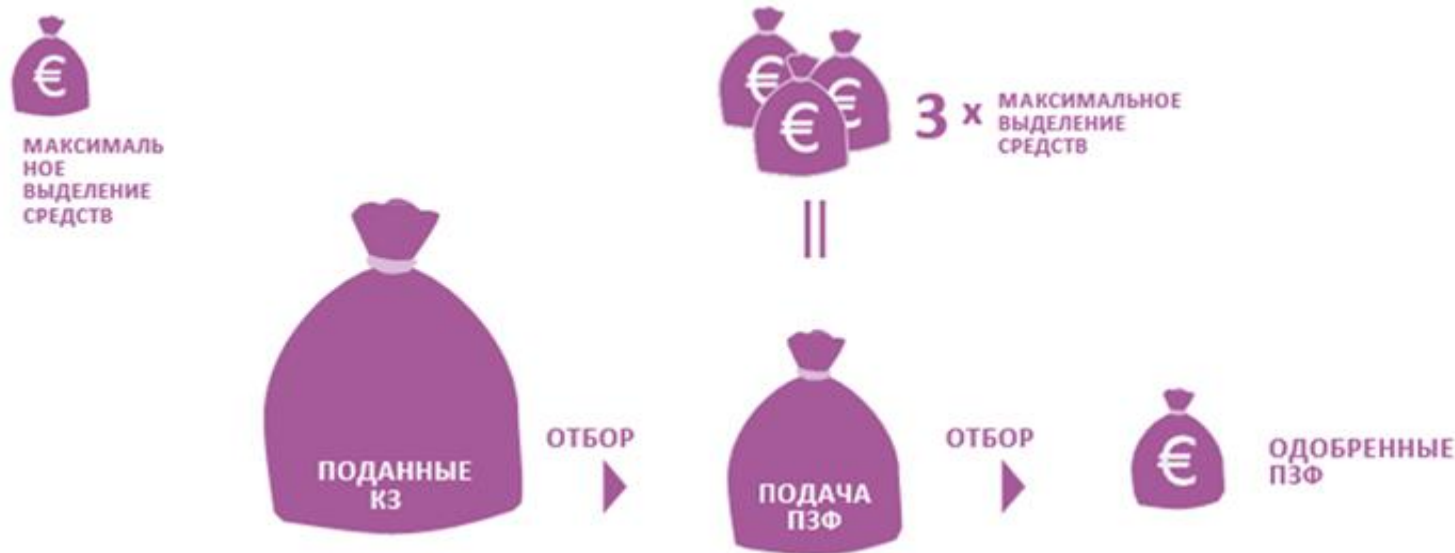 €
МАКСИМАЛЬ
НОЕ
ВЫДЕЛЕНИЕ
СРЕДСТВ
€ € €
3 x МАКСИМАЛЬНОЕ
ВЫДЕЛЕНИЕ
СРЕДСТВ
ПОДАННЫЕ
КЗ
ОТБОР
ПОДАЧА
ПЗФ
ОТБОР
€
ОДОБРЕННЫЕ
ПЗФ